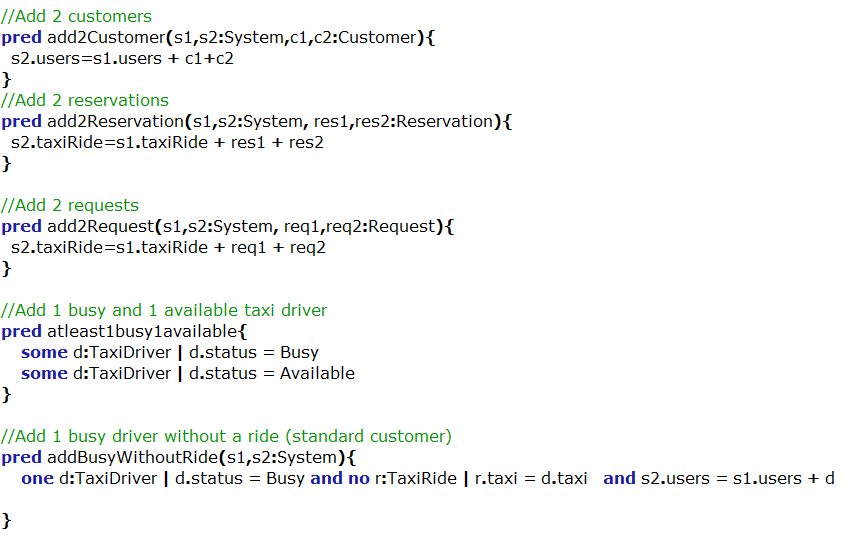 //Add 2 customers
pred add2Customer(s1,s2:System,c1,c2:Customer){
  s2.users=s1.users + c1+c2
}
//Add 2 reservations
pred add2Reservation(s1,s2:System, res1,res2:Reservation){
  s2.taxiRide=s1.taxiRide + res1 + res2
}

//Add 2 requests
pred add2Request(s1,s2:System, req1,req2:Request){
  s2.taxiRide=s1.taxiRide + req1 + req2
}

//Add 1 busy and 1 available taxi driver
pred atleast1busy1available{
    some d:TaxiDriver | d.status = Busy
    some d:TaxiDriver | d.status = Available
}

//Add 1 busy driver without a ride (standard customer)
pred addBusyWithoutRide(s1,s2:System){
    one d:TaxiDriver | d.status = Busy and no r:TaxiRide | r.taxi = d.taxi   and s2.users = s1.users + d

}